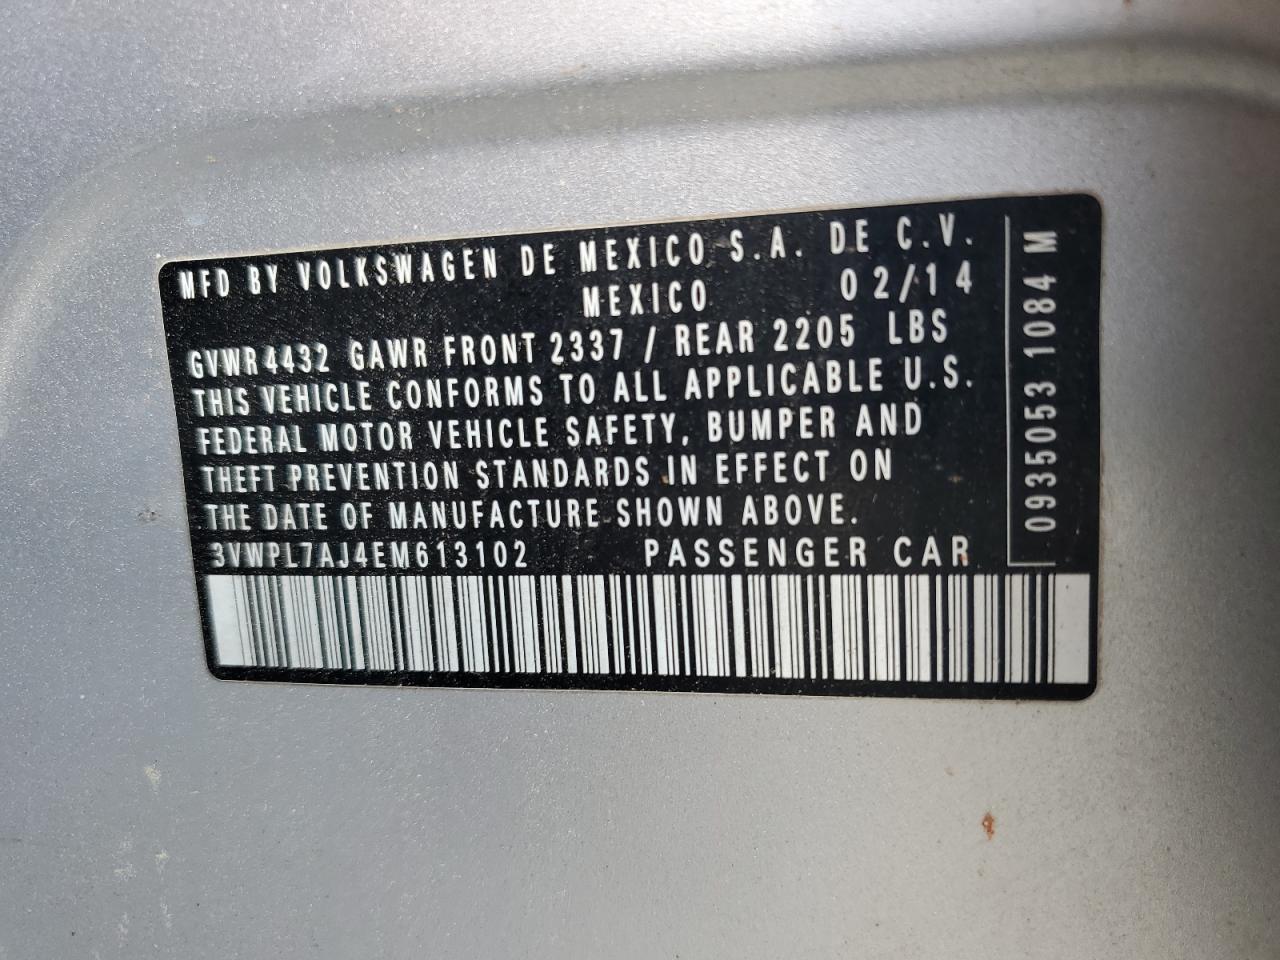 MFD BY VOLKSWAGEN DE MEXICO S.A. DE C.V.
MEXICO 02/14
GVWR 4432 GAWR FRONT 2337 / REAR 2205 LBS
THIS VEHICLE CONFORMS TO ALL APPLICABLE U.S.
FEDERAL MOTOR VEHICLE SAFETY, BUMPER AND
THEFT PREVENTION STANDARDS IN EFFECT ON
THE DATE OF MANUFACTURE SHOWN ABOVE.
3VWPL7AJ4EM613102 PASSENGER CAR
0935053 1084 M